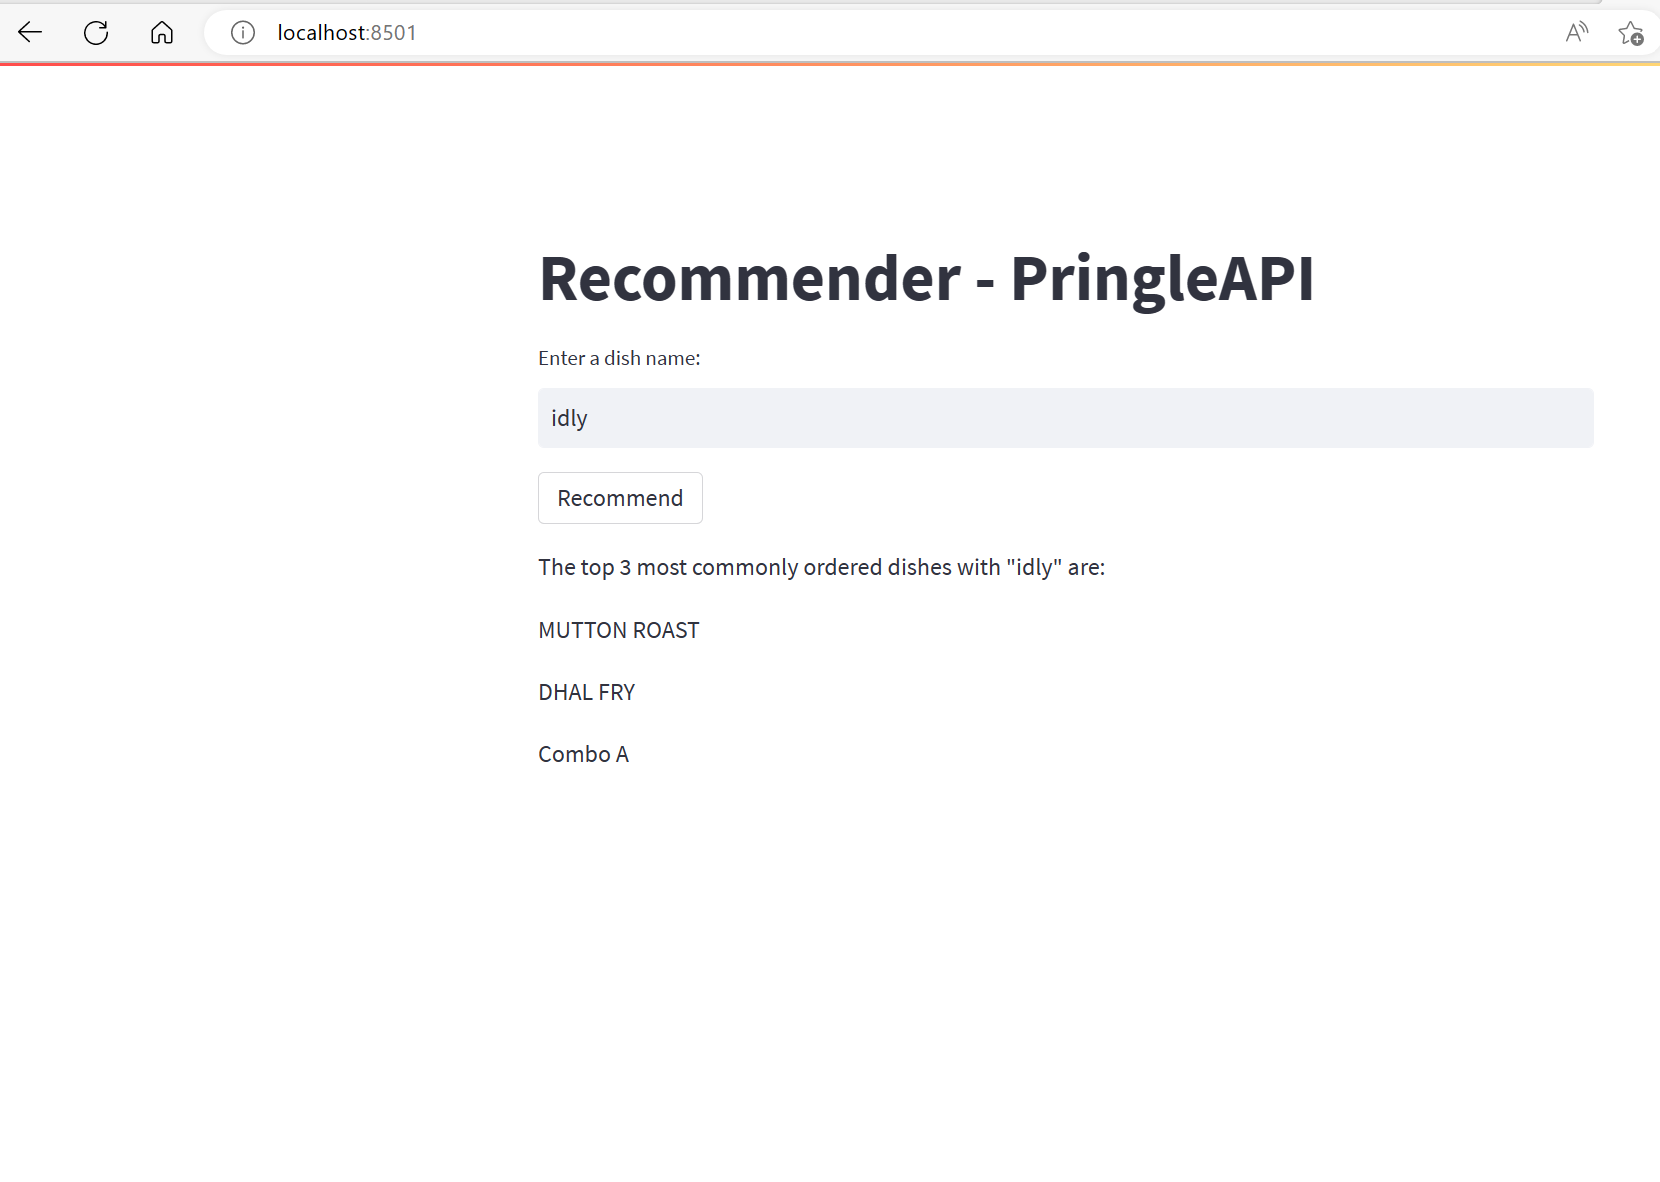 localhost:8501
Recommender - PringleAPI
Enter a dish name:
idly
Recommend
The top 3 most commonly ordered dishes with "idly" are:
MUTTON ROAST
DHAL FRY
Combo A